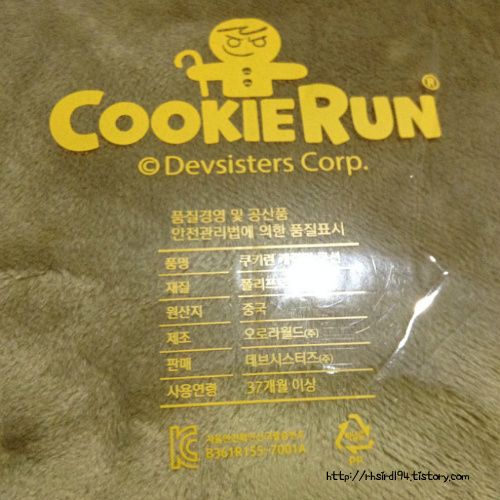 COOKIERUN®
© Devsisters Corp.
품질경영 및 공산품
안전관리법에 의한 품질표시
품명 쿠키런
재질
원산지 중국
제조 오로라월드(주)
판매 데브시스터즈(주)
사용연령 37개월 이상
B361R155-7001A
PP
http://rhsird194.tistory.com